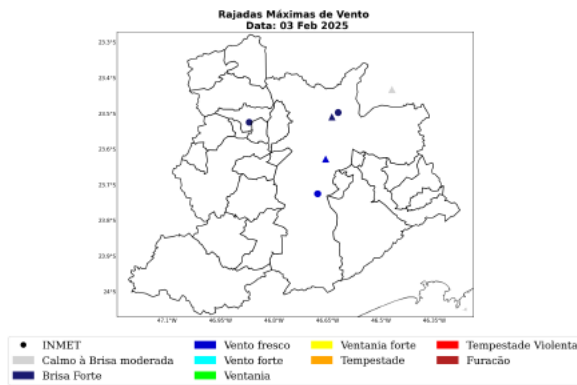 Rajadas Máximas de Vento
Data: 03 Feb 2025
23.3°S
23.4°S
23.5°S
23.6°S
23.7°S
23.8°S
23.9°S
24°S
47.1°W
46.95°W
46.8°W
46.65°W
46.5°W
46.35°W
INMET
Calmo à Brisa moderada
Brisa Forte
Vento fresco
Vento forte
Ventania
Ventania forte
Tempestade
Tempestade Violenta
Furacão